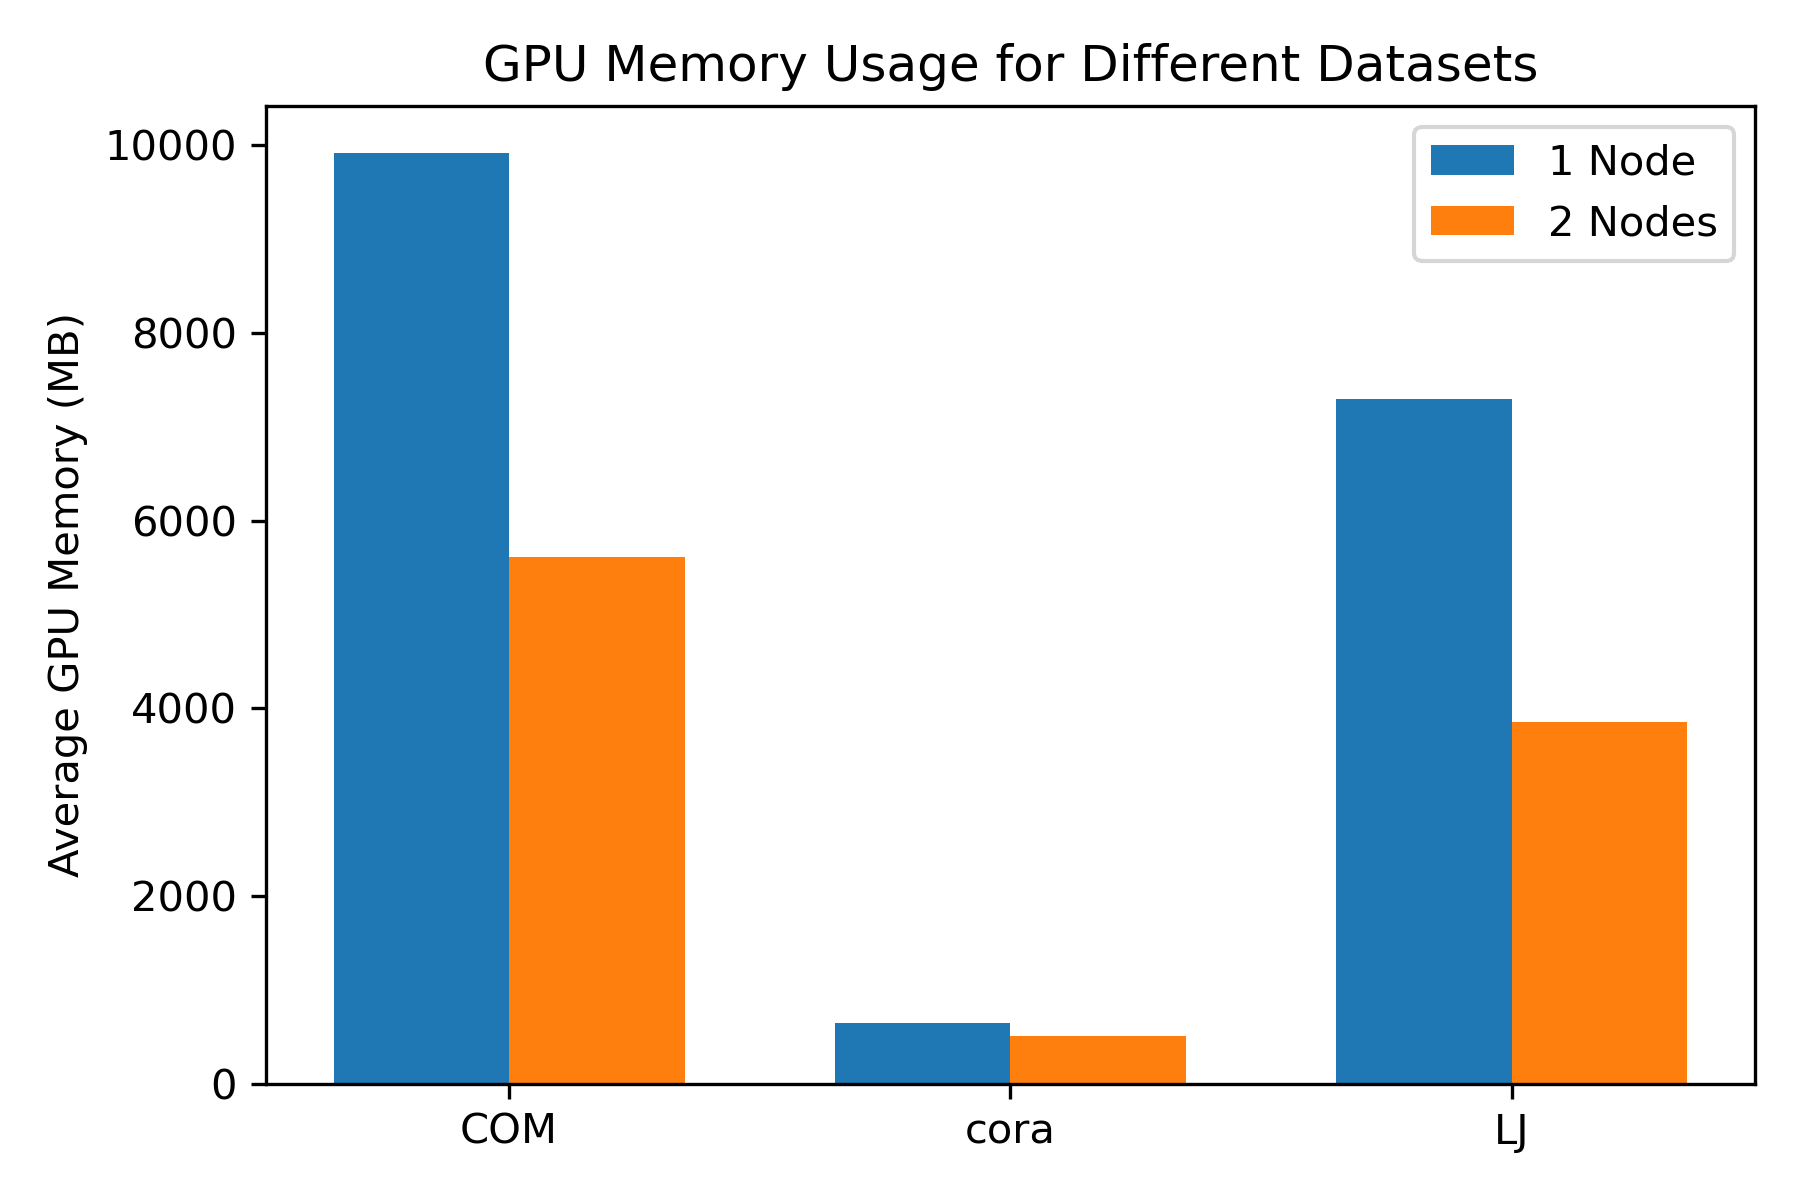 GPU Memory Usage for Different Datasets
Average GPU Memory (MB)
10000
8000
6000
4000
2000
0
1 Node
2 Nodes
COM
cora
LJ